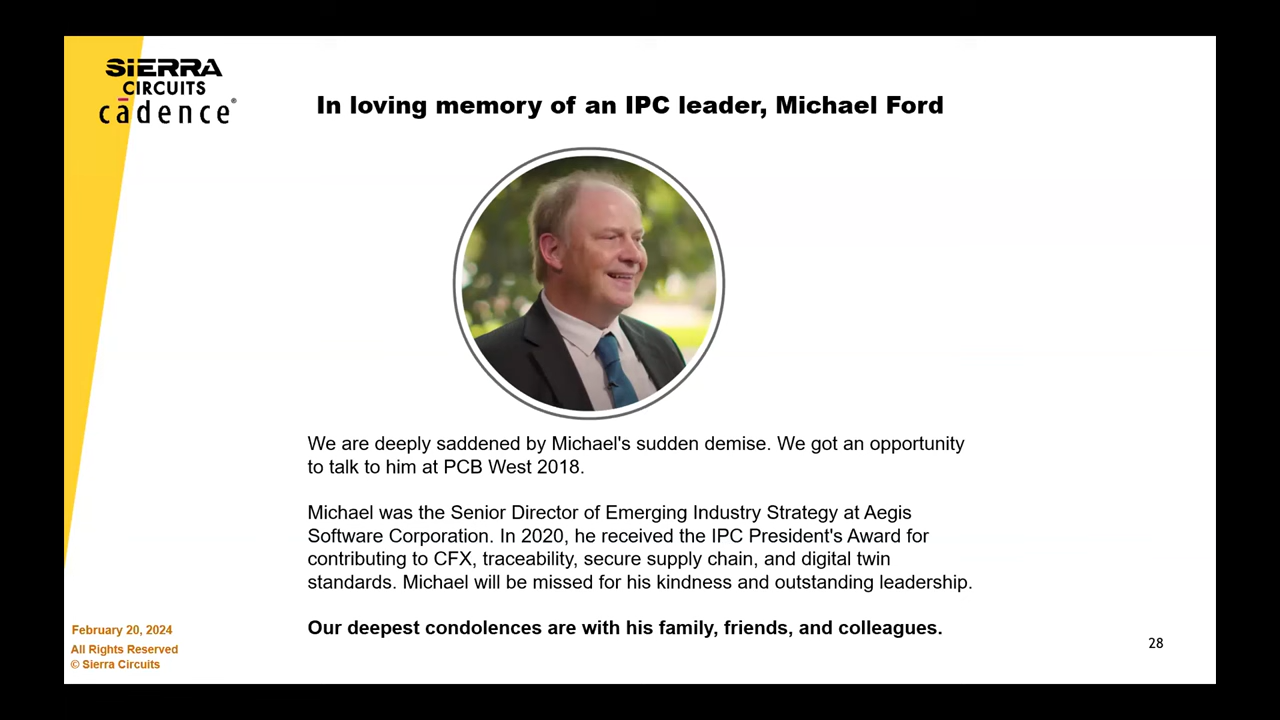 SIERRA
CIRCUITS
cādence®
In loving memory of an IPC leader, Michael Ford
We are deeply saddened by Michael's sudden demise. We got an opportunity
to talk to him at PCB West 2018.
Michael was the Senior Director of Emerging Industry Strategy at Aegis
Software Corporation. In 2020, he received the IPC President's Award for
contributing to CFX, traceability, secure supply chain, and digital twin
standards. Michael will be missed for his kindness and outstanding leadership.
Our deepest condolences are with his family, friends, and colleagues.
February 20, 2024
All Rights Reserved
© Sierra Circuits
28